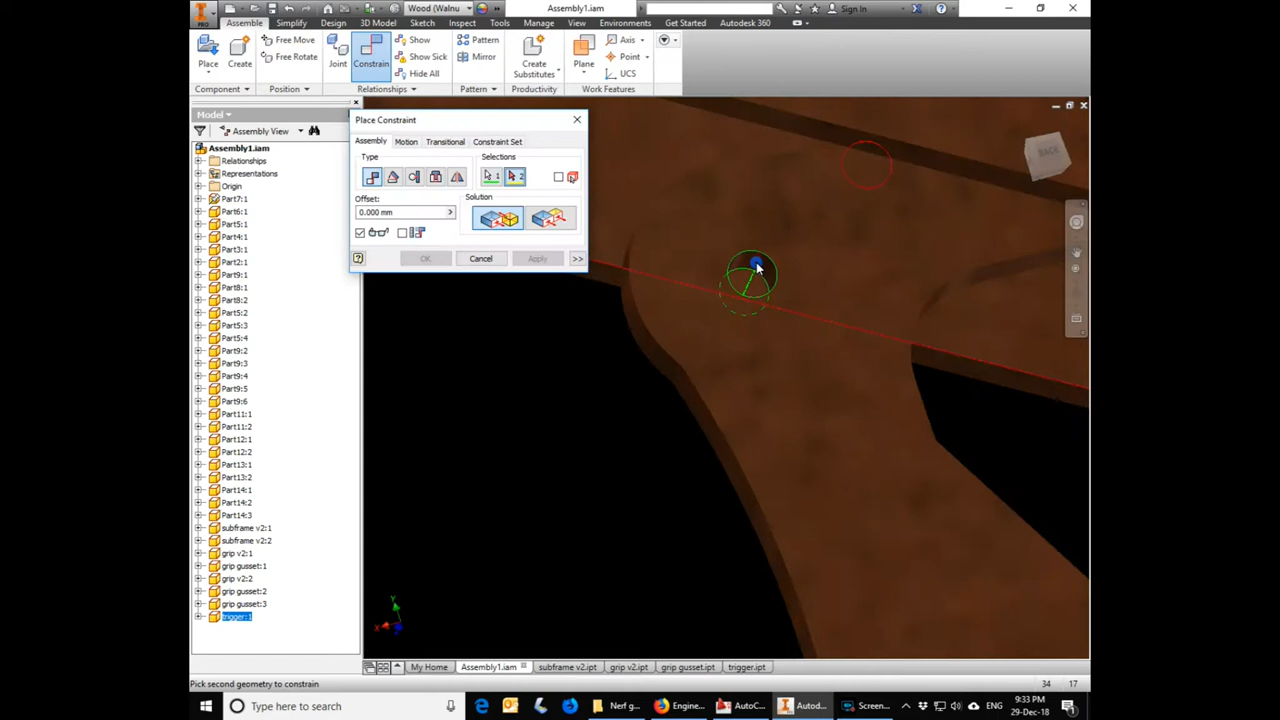 Wood (Walnu
Assembly1.iam
Sign In
PRO
Assemble
Simplify
Design
3D Model
Sketch
Inspect
Tools
Manage
View
Environments
Get Started
Autodesk 360
Place
Create
Free Move
Free Rotate
Joint
Constrain
Show
Show Sick
Hide All
Pattern
Mirror
Create
Substitutes
Plane
Axis
Point
UCS
Component
Position
Relationships
Pattern
Productivity
Work Features
Model
Assembly View
Assembly1.iam
Relationships
Representations
Origin
Part7:1
Part6:1
Part5:1
Part4:1
Part3:1
Part2:1
Part9:1
Part8:1
Part8:2
Part5:2
Part5:3
Part5:4
Part9:2
Part9:3
Part9:4
Part9:5
Part9:6
Part11:1
Part11:2
Part12:1
Part12:2
Part13:1
Part13:2
Part14:1
Part14:2
Part14:3
subframe v2:1
subframe v2:2
grip v2:1
grip gusset:1
grip v2:2
grip gusset:2
grip gusset:3
trigger:1
Place Constraint
Assembly
Motion
Transitional
Constraint Set
Type
Selections
1
2
Offset:
Solution
0.000 mm
OK
Cancel
Apply
>>
BACK
Y
X
My Home
Assembly1.iam
subframe v2.ipt
grip v2.ipt
grip gusset.ipt
trigger.ipt
Pick second geometry to constrain
34
17
Type here to search
Nerf g...
Engine...
AutoC...
Autod...
Screen...
ENG
9:33 PM
29-Dec-18